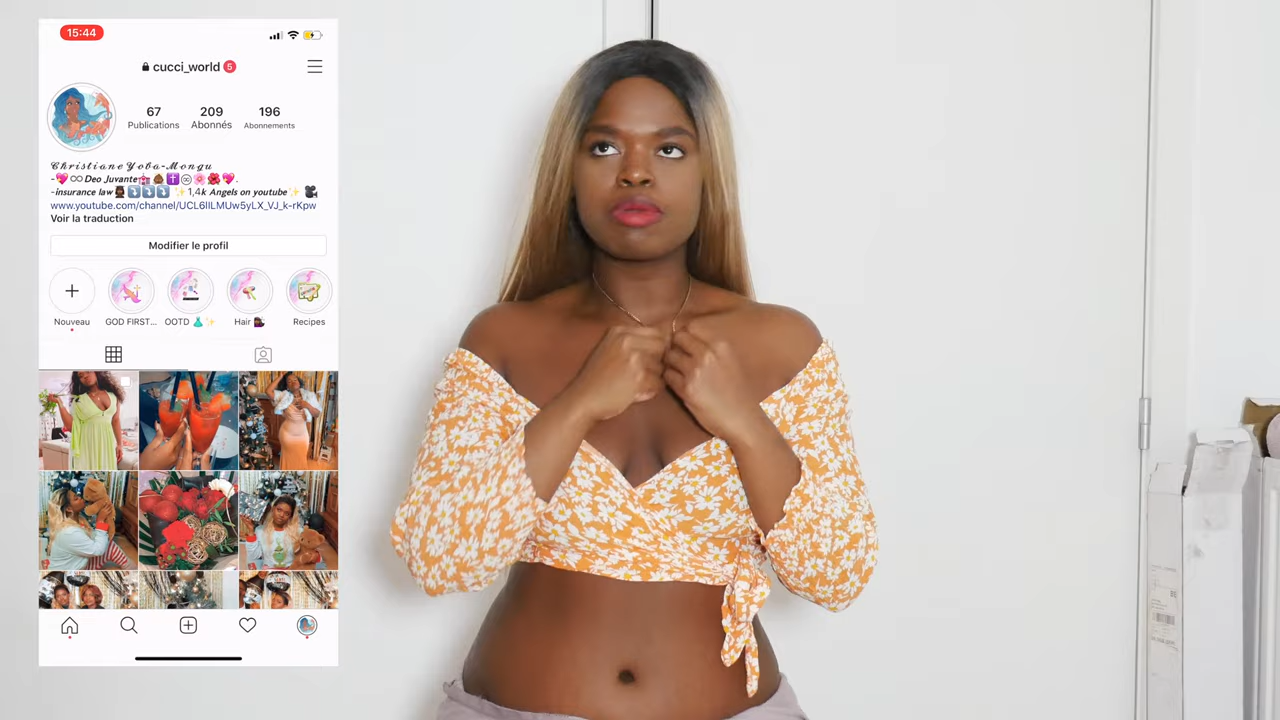 15:44
cucci_world 5
67 209 196
Publications Abonnés Abonnements
𝓒𝓱𝓻𝓲𝓼𝓽𝓲𝓪𝓷𝓮 𝓨𝓸𝓫𝓪-𝓜𝓸𝓷𝓰𝓾
-💖♾Deo Juvante💒👵🏾✝️♾🌸🌺💖.
-insurance law👩🏾‍🎓⤵️⤵️⤵️ ✨1,4k Angels on youtube✨ 🎥
www.youtube.com/channel/UCL6lILMUw5yLX_VJ_k-rKpw
Voir la traduction
Modifier le profil
Nouveau GOD FIRST... OOTD 👗✨ Hair 💇🏾‍♀️ Recipes